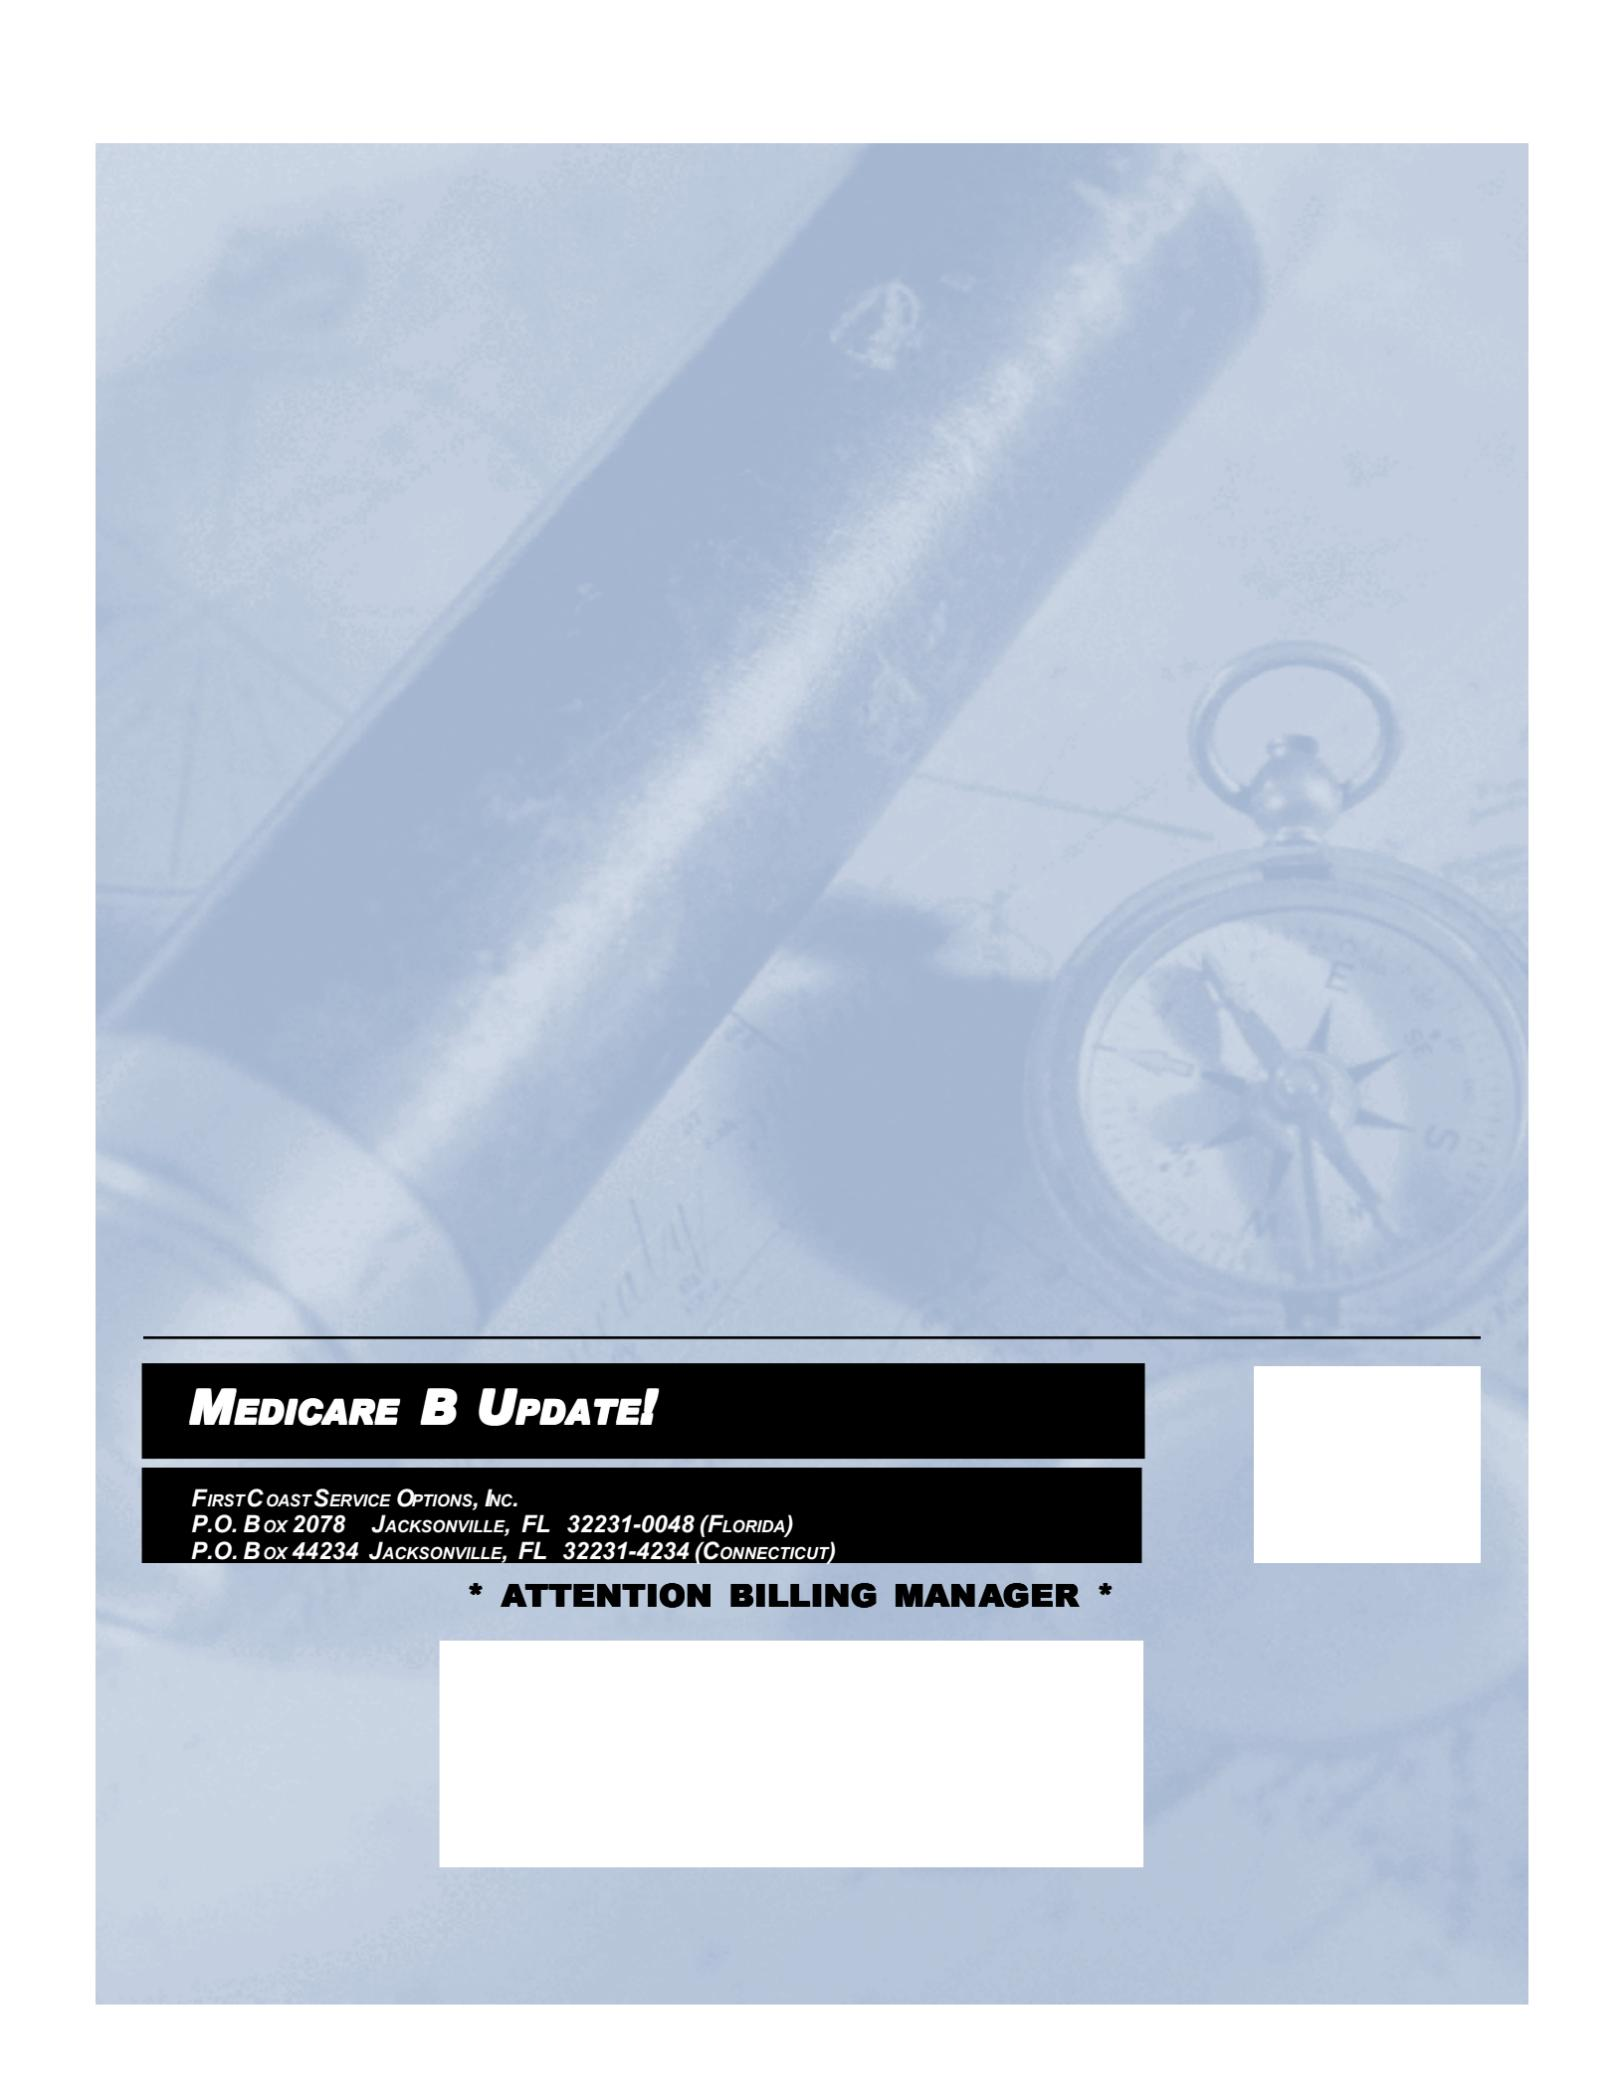 E
SE
S
W
MEDICARE B UPDATE!
FIRST COAST SERVICE OPTIONS, INC.
P.O. BOX 2078 JACKSONVILLE, FL 32231-0048 (FLORIDA)
P.O. BOX 44234 JACKSONVILLE, FL 32231-4234 (CONNECTICUT)
* ATTENTION BILLING MANAGER *